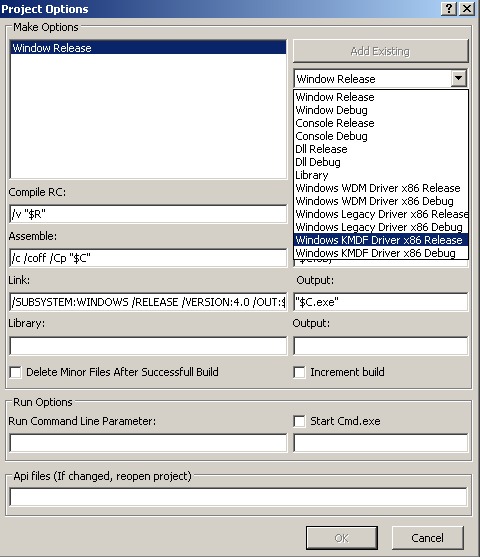 Project Options
Make Options
Window Release
Add Existing
Window Release
Window Release
Window Debug
Console Release
Console Debug
Dll Release
Dll Debug
Library
Windows WDM Driver x86 Release
Windows WDM Driver x86 Debug
Windows Legacy Driver x86 Release
Windows Legacy Driver x86 Debug
Windows KMDF Driver x86 Release
Windows KMDF Driver x86 Debug
Compile RC:
/v "$R"
Assemble:
/c /coff /Cp "$C"
Link:
Output:
/SUBSYSTEM:WINDOWS /RELEASE /VERSION:4.0 /OUT:$
"$C.exe"
Library:
Output:
Delete Minor Files After Successfull Build
Increment build
Run Options
Run Command Line Parameter:
Start Cmd.exe
Api files (If changed, reopen project)
OK
Cancel